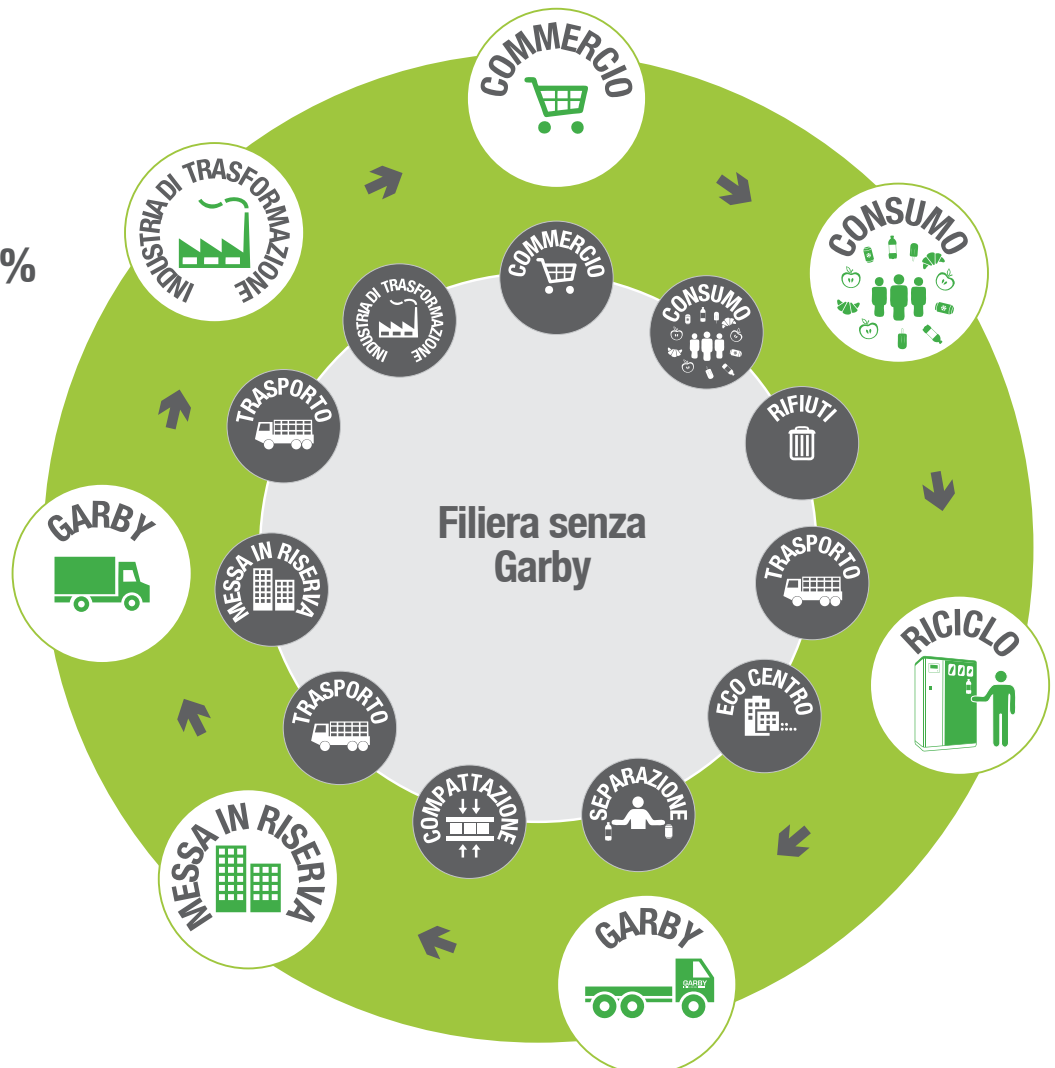 COMMERCIO
CONSUMO
RICICLO
GARBY
GARBY
MESSA IN RISERVA
GARBY
INDUSTRIA DI TRASFORMAZIONE
%
COMMERCIO
CONSUMO
RIFIUTI
TRASPORTO
ECO CENTRO
SEPARAZIONE
COMPATTAZIONE
TRASPORTO
MESSA IN RISERVA
TRASPORTO
INDUSTRIA DI TRASFORMAZIONE
Filiera senza
Garby